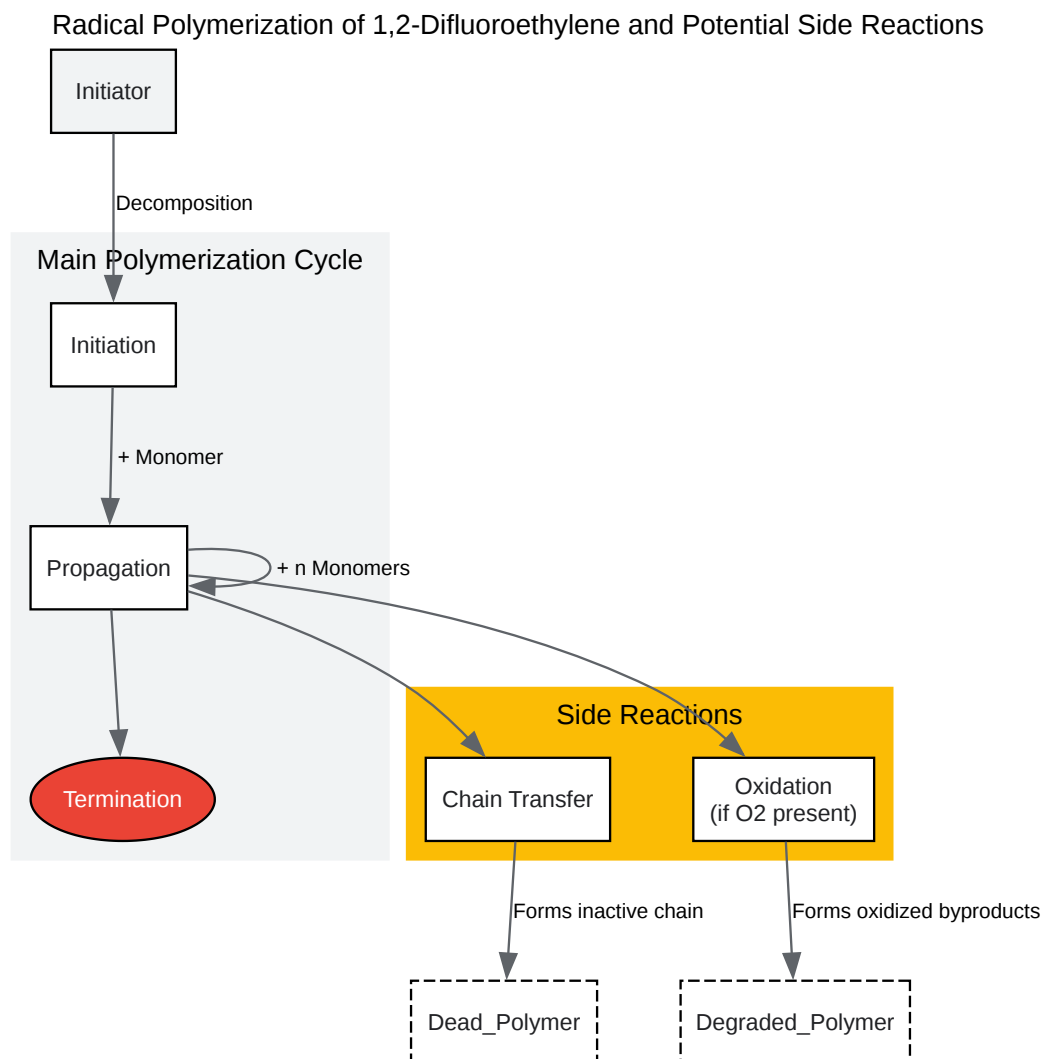 Radical Polymerization of 1,2-Difluoroethylene and Potential Side Reactions
Initiator
Decomposition
Main Polymerization Cycle
Initiation
+ Monomer
Propagation
+ n Monomers
Side Reactions
Termination
Chain Transfer
Oxidation
(if O2 present)
Forms inactive chain
Forms oxidized byproducts
Dead_Polymer
Degraded_Polymer